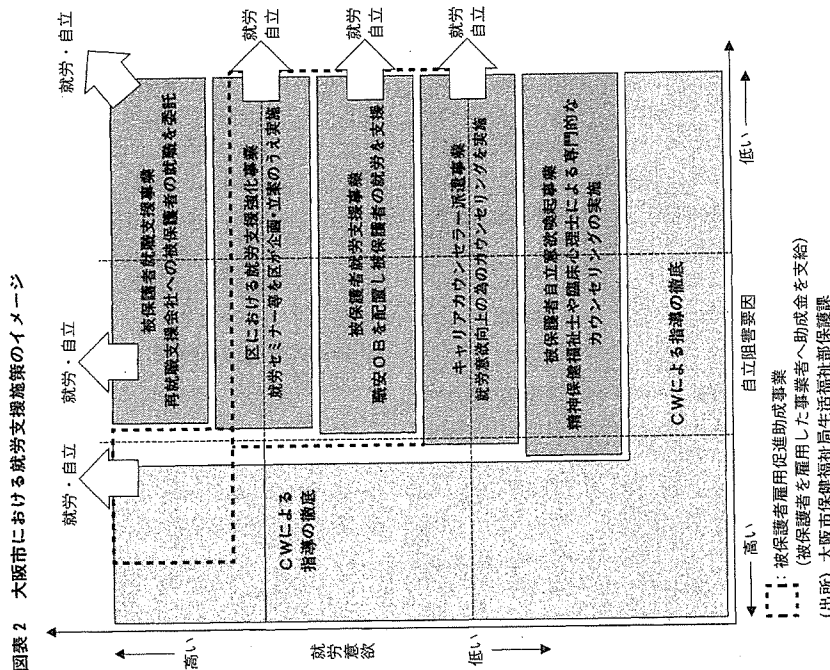 図表2 大阪市における就労支援施策のイメージ
高い
就労意欲
低い
就労・自立
就労・自立
就労・自立
就労
自立
就労
自立
就労
自立
被保護者就職支援事業
再就職支援会社への被保護者の就職を委託
区における就労支援強化事業
就労セミナー等を区が企画・立案のうえ実施
被保護者就労支援事業
職安OBを配置し被保護者の就労を支援
キャリアカウンセラー派遣事業
就労意欲向上の為のカウンセリングを実施
被保護者自立意欲喚起事業
精神保健福祉士や臨床心理士による専門的な
カウンセリングの実施
CWによる
指導の徹底
CWによる指導の徹底
高い
自立阻害要因
低い
:被保護者雇用促進助成事業
(被保護者を雇用した事業者へ助成金を支給)
(出所)大阪市保健福祉局生活福祉部保護課